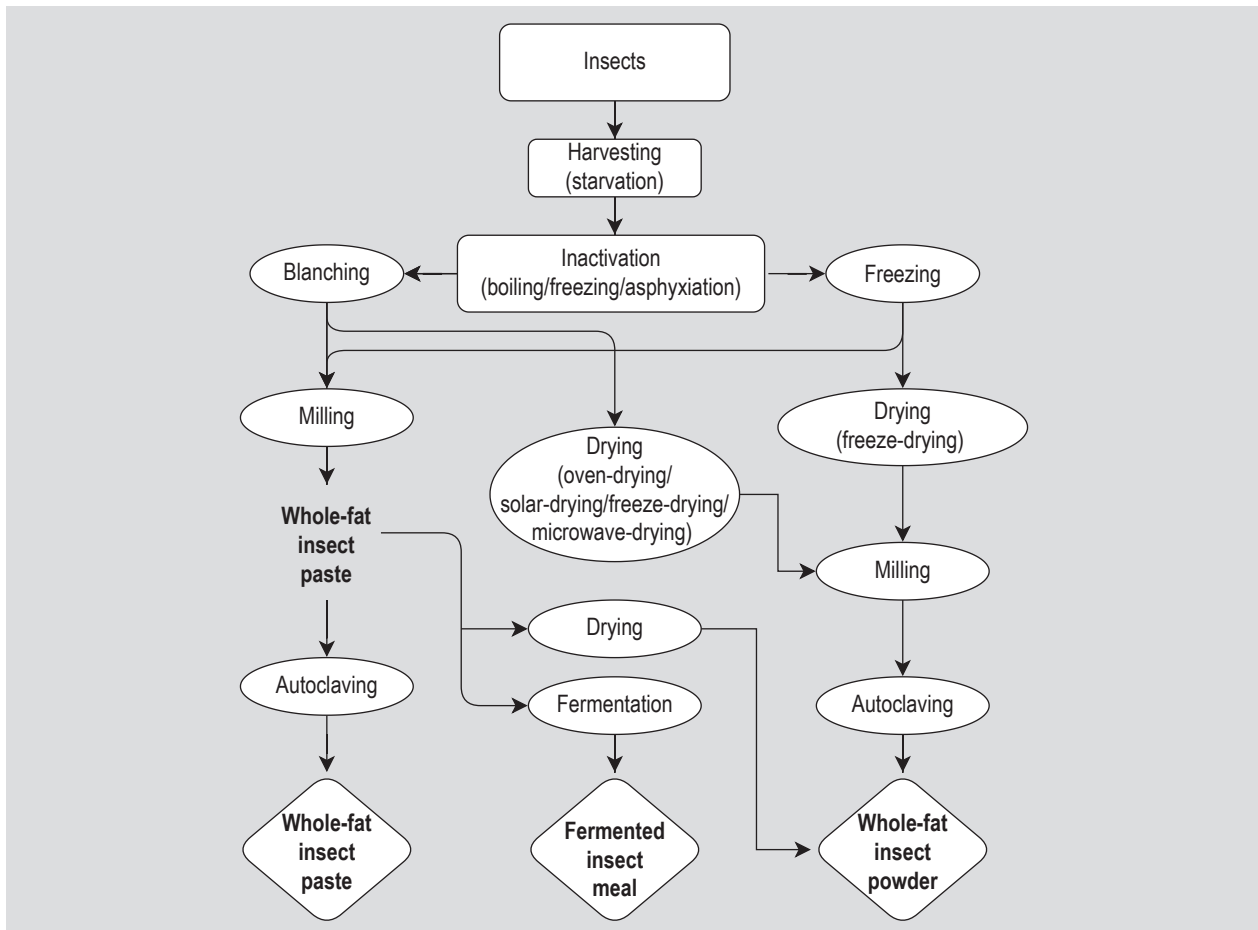 Insects
Harvesting
(starvation)
Inactivation
(boiling/freezing/asphyxiation)
Blanching
Freezing
Milling
Drying
(oven-drying/
solar-drying/freeze-drying/
microwave-drying)
Drying
(freeze-drying)
Whole-fat
insect
paste
Milling
Drying
Autoclaving
Fermentation
Autoclaving
Whole-fat
insect
paste
Fermented
insect
meal
Whole-fat
insect
powder